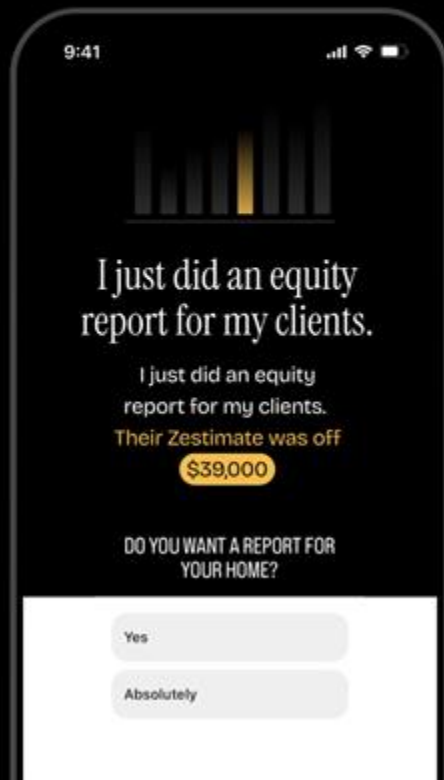 9:41
I just did an equity
report for my clients.
I just did an equity
report for my clients.
Their Zestimate was off
$39,000
DO YOU WANT A REPORT FOR
YOUR HOME?
Yes
Absolutely